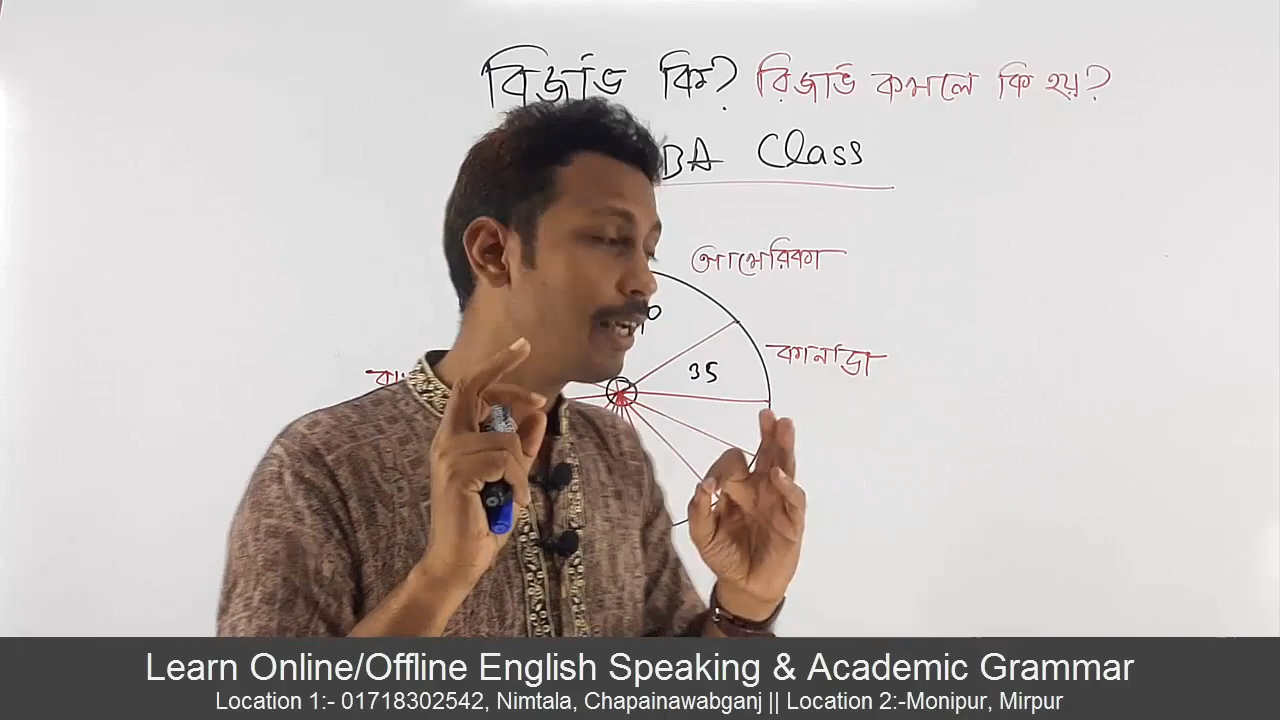 রিজার্ভ কি? রিজার্ভ কমলে কি হয়?
BA Class
আমেরিকা
কানাডা
35
Learn Online/Offline English Speaking & Academic Grammar
Location 1:- 01718302542, Nimtala, Chapainawabganj || Location 2:-Monipur, Mirpur